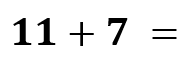 11 + 7 =